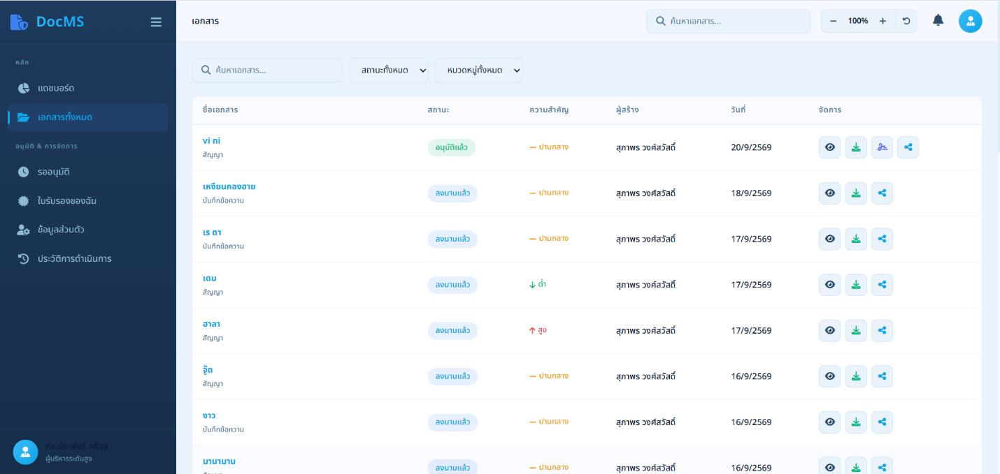 DocMS
หลัก
แดชบอร์ด
เอกสารทั้งหมด
อนุมัติ & การจัดการ
รออนุมัติ
ใบรับรองของฉัน
ข้อมูลส่วนตัว
ประวัติการดำเนินการ
ดร.ประพันธ์ ศรีสุข
ผู้บริหารระดับสูง
เอกสาร
ค้นหาเอกสาร...
100%
ค้นหาเอกสาร...
สถานะทั้งหมด
หมวดหมู่ทั้งหมด
ชื่อเอกสาร สถานะ ความสำคัญ ผู้สร้าง วันที่ จัดการ
vi ni
สัญญา
อนุมัติแล้ว — ปานกลาง สุภาพร วงศ์สวัสดิ์ 20/9/2569
เหงียนกองฮาย
บันทึกข้อความ
ลงนามแล้ว — ปานกลาง สุภาพร วงศ์สวัสดิ์ 18/9/2569
เร ดา
บันทึกข้อความ
ลงนามแล้ว — ปานกลาง สุภาพร วงศ์สวัสดิ์ 17/9/2569
เดม
สัญญา
ลงนามแล้ว ↓ ต่ำ สุภาพร วงศ์สวัสดิ์ 17/9/2569
ฮาลา
สัญญา
ลงนามแล้ว ↑ สูง สุภาพร วงศ์สวัสดิ์ 17/9/2569
จู๊ด
สัญญา
ลงนามแล้ว — ปานกลาง สุภาพร วงศ์สวัสดิ์ 16/9/2569
งาว
บันทึกข้อความ
ลงนามแล้ว — ปานกลาง สุภาพร วงศ์สวัสดิ์ 16/9/2569
มานามาน
ลงนามแล้ว — ปานกลาง สุภาพร วงศ์สวัสดิ์ 16/9/2569